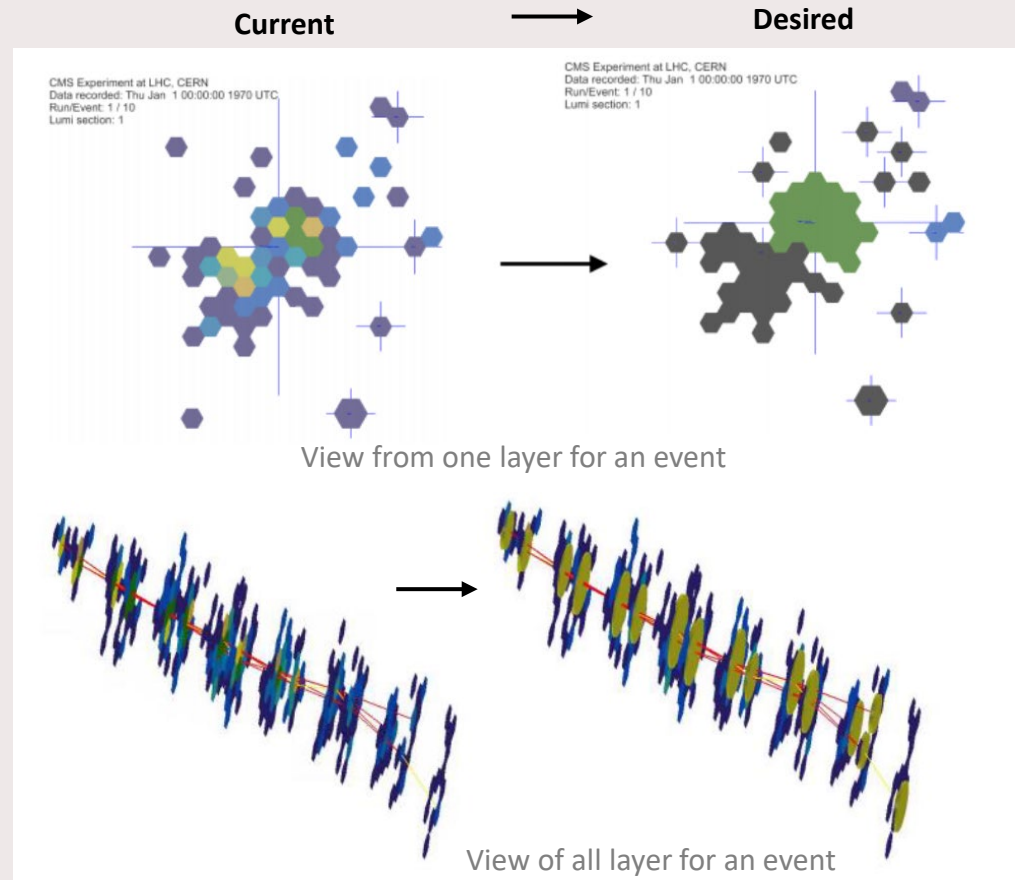 Current
Desired
CMS Experiment at LHC, CERN
Data recorded: Thu Jan 1 00:00:00 1970 UTC
Run/Event: 1 / 10
Lumi section: 1
CMS Experiment at LHC, CERN
Data recorded: Thu Jan 1 00:00:00 1970 UTC
Run/Event: 1 / 10
Lumi section: 1
View from one layer for an event
View of all layer for an event